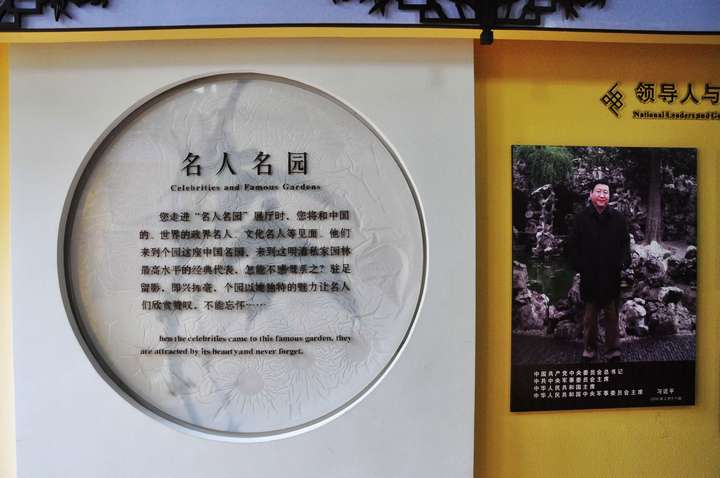 名人名园
Celebrities and Famous Gardens
您走进“名人名园”展厅时，您将和中国
的、世界的政界名人、文化名人等见面。他们
来到个园这座中国名园，来到这明清私家园林
最高水平的经典代表，怎能不感慨系之？驻足
留影，即兴挥毫，个园以她独特的魅力让名人
们欣赏赞叹，不能忘怀……
hen the celebrities came to this famous garden, they
are attracted by its beauty and never forget.
领导人与
National Leaders and Ga
中国共产党中央委员会总书记
中共中央军事委员会主席
中华人民共和国主席
中华人民共和国中央军事委员会主席 习近平